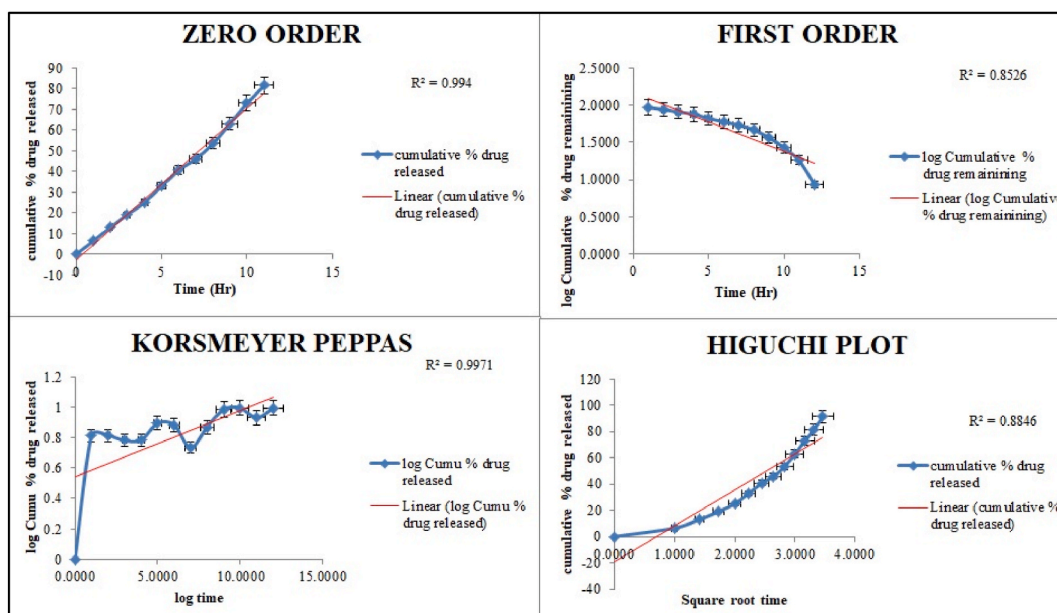 ZERO ORDER
R² = 0.994
cumulative % drug released
90
80
70
60
50
40
30
20
10
0
-10
0
5
10
15
Time (Hr)
cumulative % drug
released
Linear (cumulative %
drug released)
FIRST ORDER
R² = 0.8526
log Cumulative % drug remainining
2.5000
2.0000
1.5000
1.0000
0.5000
0.0000
0
5
10
15
Time (Hr)
log Cumulative %
drug remainining
Linear (log Cumulative
% drug remainining)
KORSMEYER PEPPAS
R² = 0.9971
log Cumu % drug released
1.2
1
0.8
0.6
0.4
0.2
0
0.0000
5.0000
10.0000
15.0000
log time
log Cumu % drug
released
Linear (log Cumu %
drug released)
HIGUCHI PLOT
R² = 0.8846
cumulative % drug released
120
100
80
60
40
20
0
-20
-40
0.0000
1.0000
2.0000
3.0000
4.0000
Square root time
cumulative % drug
released
Linear (cumulative %
drug released)